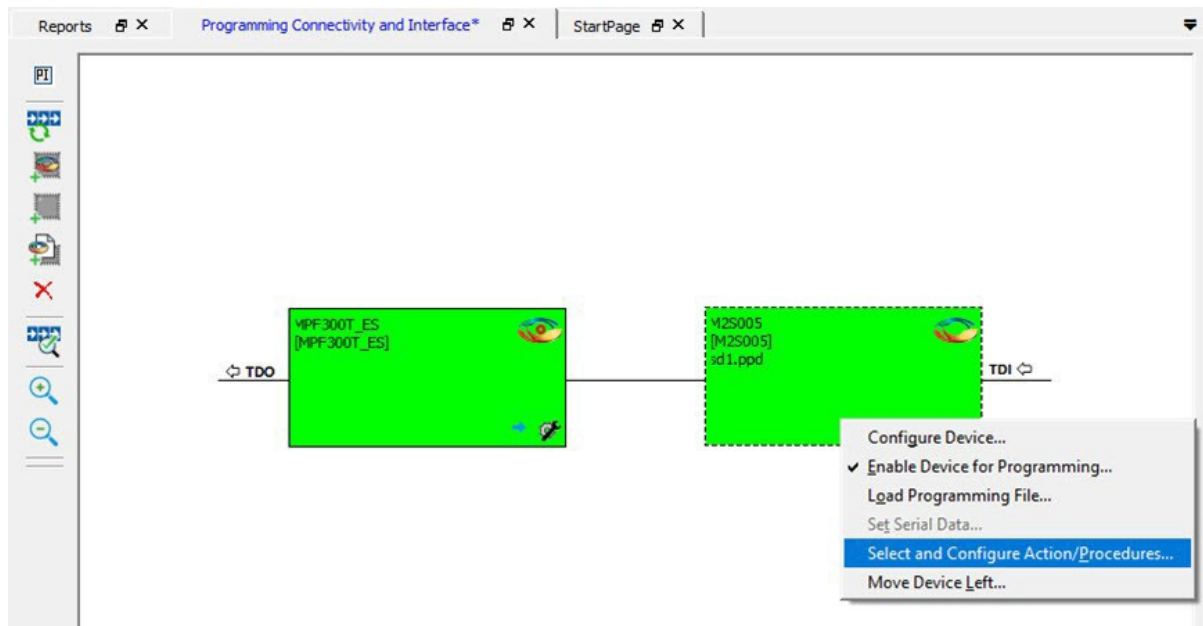 Reports
Programming Connectivity and Interface*
StartPage
PI
MPF300T_ES
[MPF300T_ES]
TDO
M2S005
[M2S005]
sd1.ppd
TDI
Configure Device...
Enable Device for Programming...
Load Programming File...
Set Serial Data...
Select and Configure Action/Procedures...
Move Device Left...